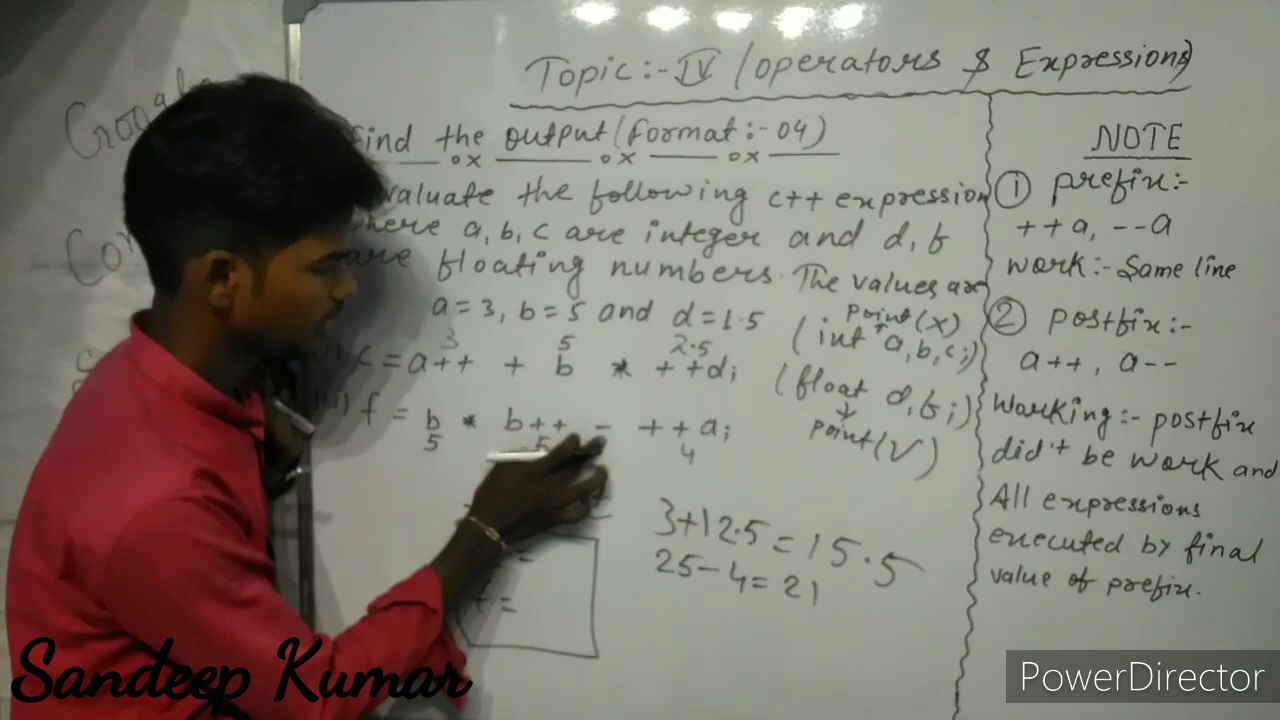 Topic:- IV (operators & Expressions)
find the output (Format:- 04)
valuate the following c++ expression
here a, b, c are integer and d, f
are floating numbers. The values are
a = 3, b = 5 and d = 1.5
3 5 2.5
c = a++ + b * ++d;
f = b * b++ - ++a;
5 5 4
point(X)
(int a, b, c;)
(float d, f;)
point(V)
3+12.5 = 15.5
25-4 = 21
=
f =
NOTE
① prefix:-
++a, --a
work:- Same line
② postfix:-
a++, a--
Working:- postfix
did't be work and
All expressions
executed by final
value of prefix.
Sandeep Kumar
PowerDirector